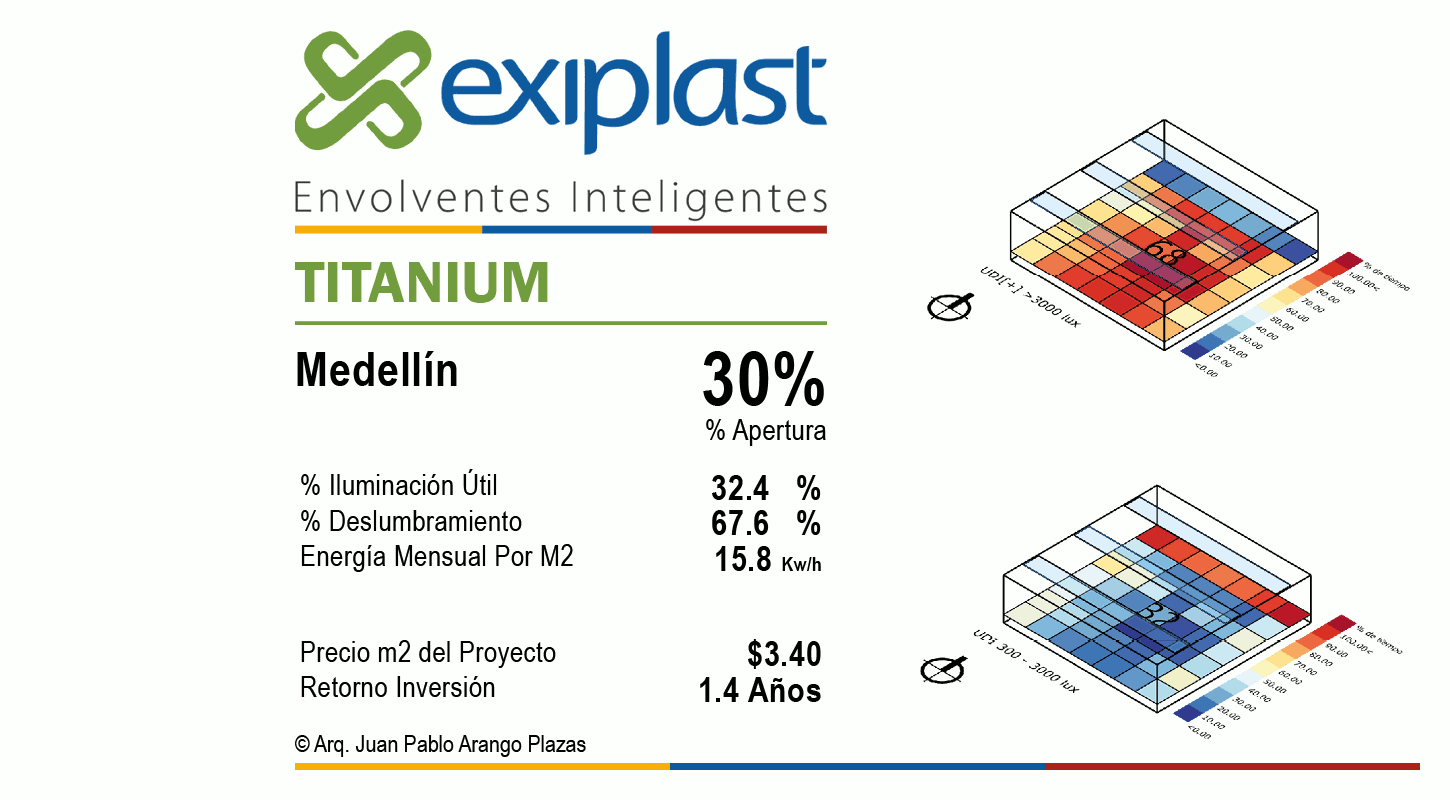 exiplast
Envolventes Inteligentes
TITANIUM
Medellín 30%
% Apertura
% Iluminación Útil 32.4 %
% Deslumbramiento 67.6 %
Energía Mensual Por M2 15.8 Kw/h
Precio m2 del Proyecto $3.40
Retorno Inversión 1.4 Años
© Arq. Juan Pablo Arango Plazas
68
UDI[+] >3000 lux
% de tiempo
100.00<
90.00
80.00
70.00
60.00
50.00
40.00
30.00
20.00
10.00
<0.00
32
UDi 300 - 3000 lux
% de tiempo
100.00<
90.00
80.00
70.00
60.00
50.00
40.00
30.00
20.00
10.00
<0.00